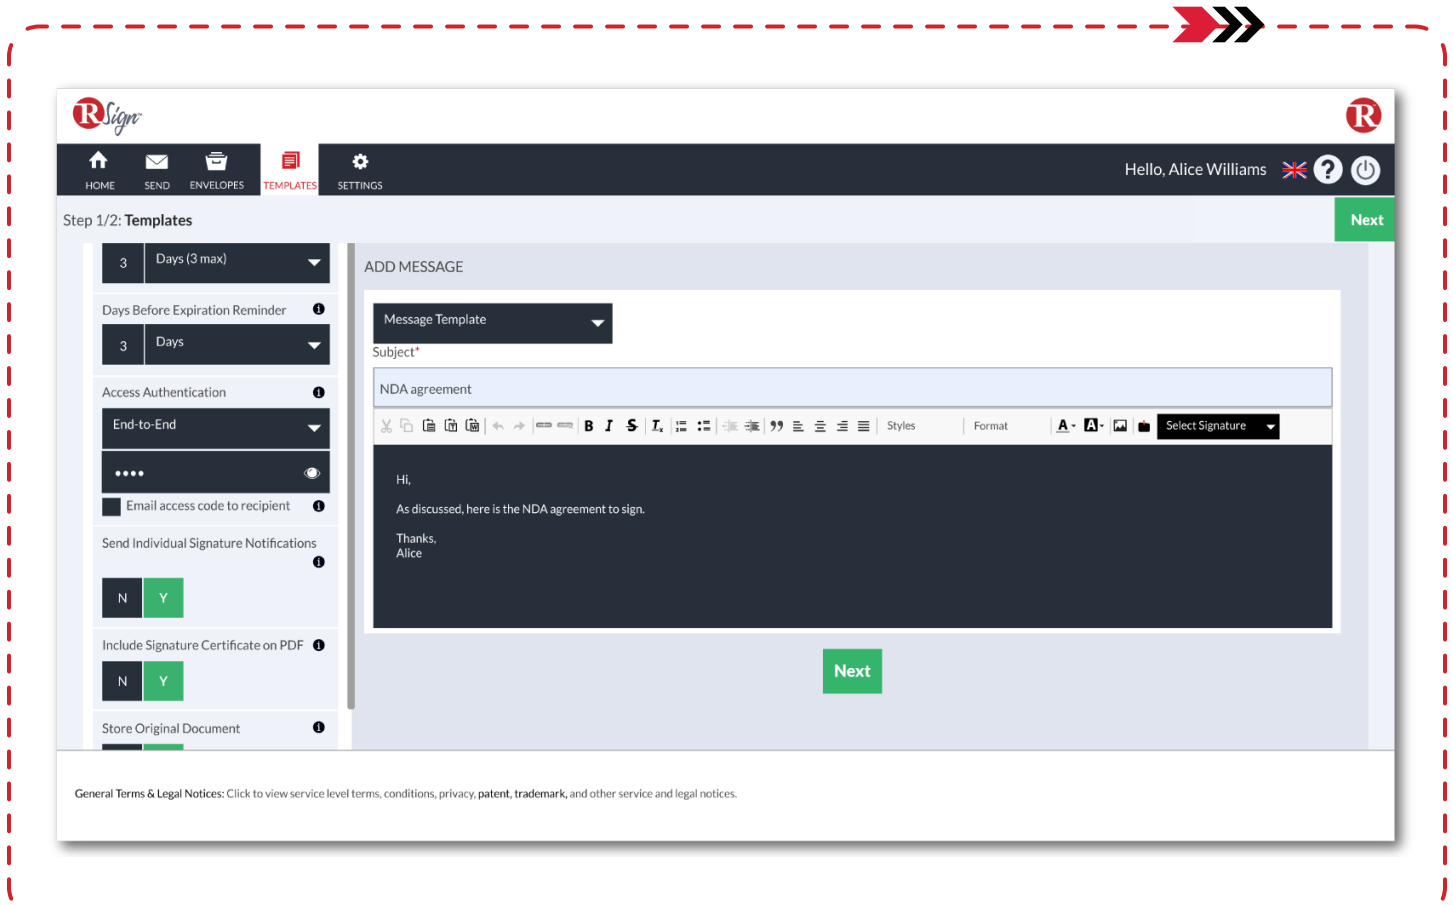 RSign
R
HOME SEND ENVELOPES TEMPLATES SETTINGS
Hello, Alice Williams ?
Step 1/2: Templates
Next
3 Days (3 max)
Days Before Expiration Reminder
3 Days
Access Authentication
End-to-End
••••
Email access code to recipient
Send Individual Signature Notifications
N Y
Include Signature Certificate on PDF
N Y
Store Original Document
ADD MESSAGE
Message Template
Subject*
NDA agreement
B I S Tx Styles Format A A Select Signature
Hi,
As discussed, here is the NDA agreement to sign.
Thanks,
Alice
Next
General Terms & Legal Notices: Click to view service level terms, conditions, privacy, patent, trademark, and other service and legal notices.